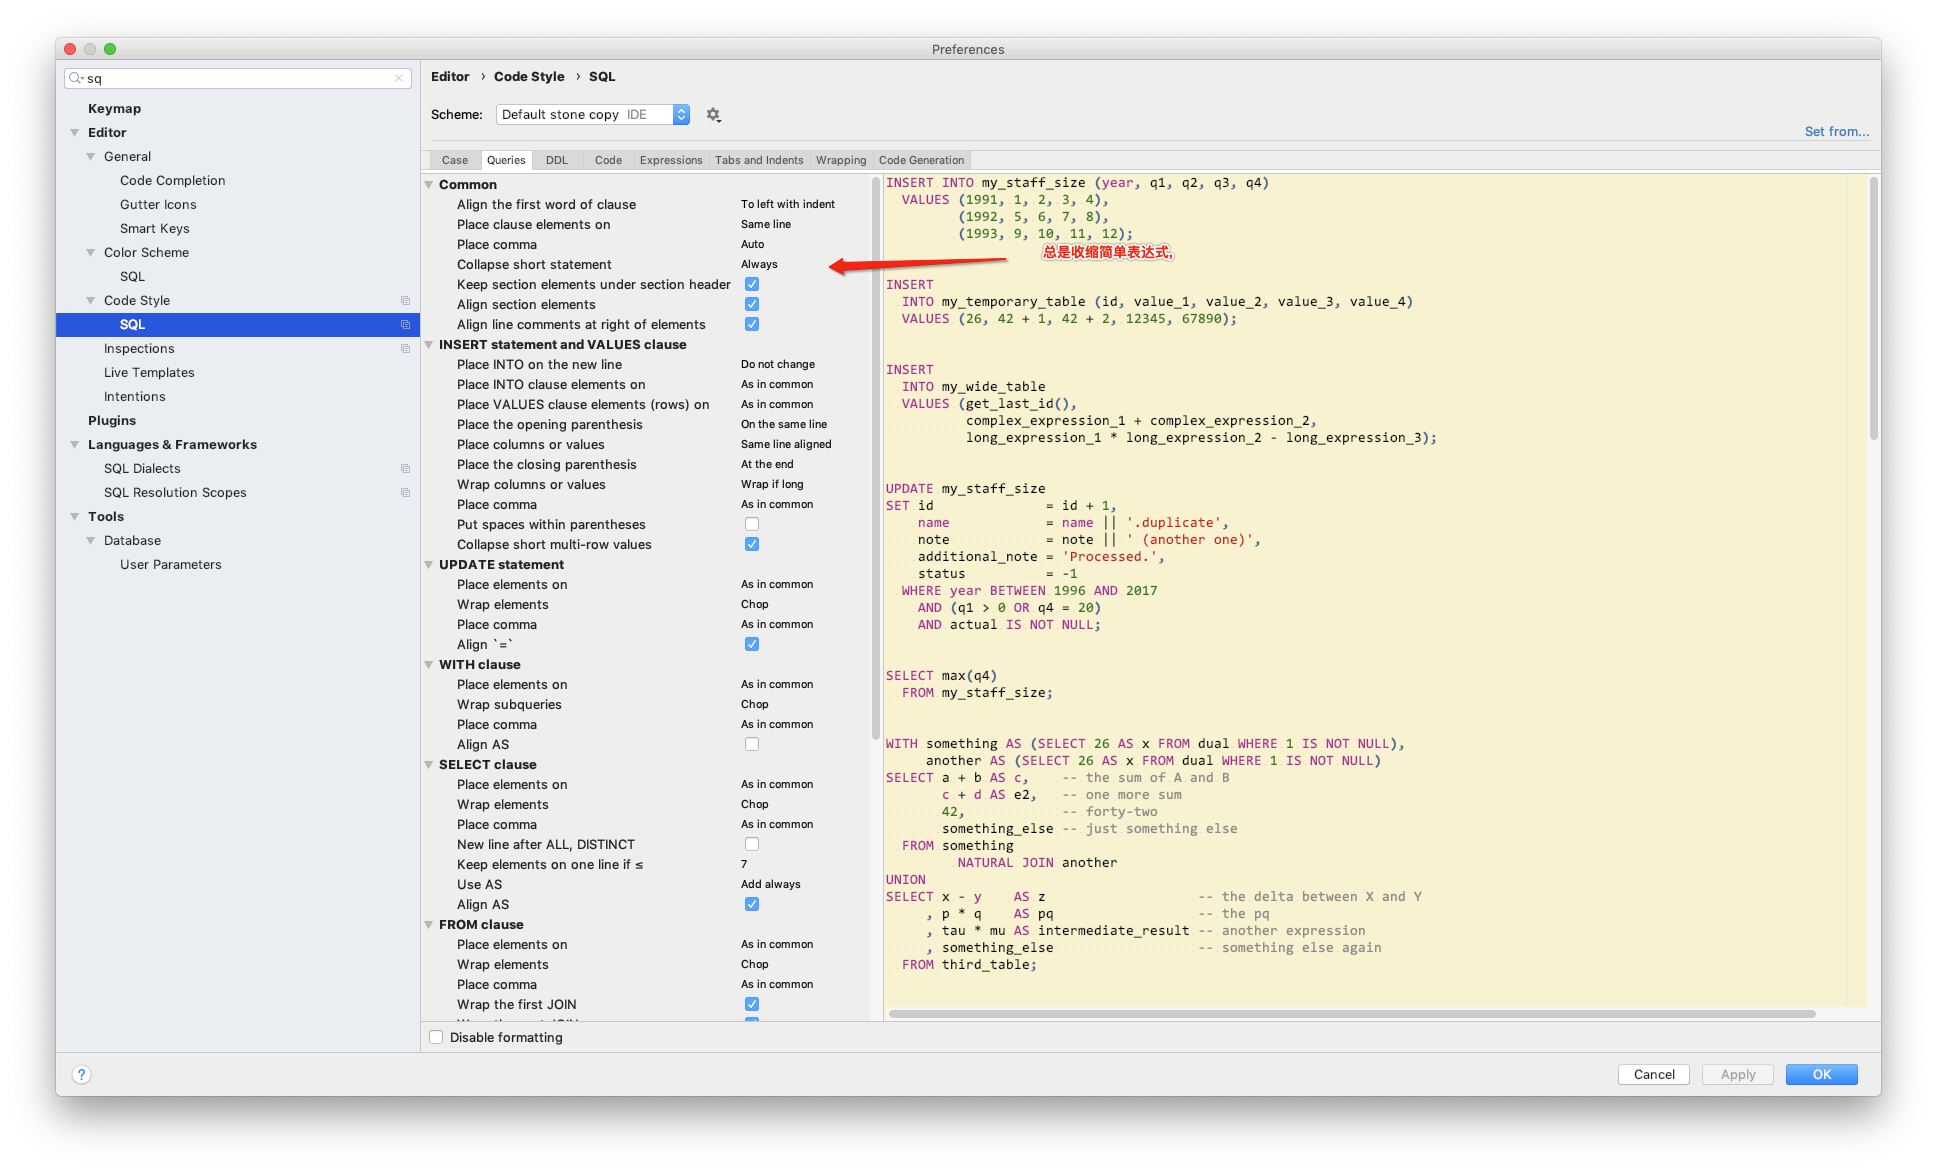 Preferences
sq
Keymap
Editor
General
Code Completion
Gutter Icons
Smart Keys
Color Scheme
SQL
Code Style
SQL
Inspections
Live Templates
Intentions
Plugins
Languages & Frameworks
SQL Dialects
SQL Resolution Scopes
Tools
Database
User Parameters
Editor › Code Style › SQL
Scheme: Default stone copy IDE
Set from...
Case Queries DDL Code Expressions Tabs and Indents Wrapping Code Generation
Common
Align the first word of clause To left with indent
Place clause elements on Same line
Place comma Auto
Collapse short statement Always
Keep section elements under section header
Align section elements
Align line comments at right of elements
INSERT statement and VALUES clause
Place INTO on the new line Do not change
Place INTO clause elements on As in common
Place VALUES clause elements (rows) on As in common
Place the opening parenthesis On the same line
Place columns or values Same line aligned
Place the closing parenthesis At the end
Wrap columns or values Wrap if long
Place comma As in common
Put spaces within parentheses
Collapse short multi-row values
UPDATE statement
Place elements on As in common
Wrap elements Chop
Place comma As in common
Align `=`
WITH clause
Place elements on As in common
Wrap subqueries Chop
Place comma As in common
Align AS
SELECT clause
Place elements on As in common
Wrap elements Chop
Place comma As in common
New line after ALL, DISTINCT
Keep elements on one line if ≤ 7
Use AS Add always
Align AS
FROM clause
Place elements on As in common
Wrap elements Chop
Place comma As in common
Wrap the first JOIN
INSERT INTO my_staff_size (year, q1, q2, q3, q4)
VALUES (1991, 1, 2, 3, 4),
(1992, 5, 6, 7, 8),
(1993, 9, 10, 11, 12);
总是收缩简单表达式,
INSERT
INTO my_temporary_table (id, value_1, value_2, value_3, value_4)
VALUES (26, 42 + 1, 42 + 2, 12345, 67890);
INSERT
INTO my_wide_table
VALUES (get_last_id(),
complex_expression_1 + complex_expression_2,
long_expression_1 * long_expression_2 - long_expression_3);
UPDATE my_staff_size
SET id = id + 1,
name = name || '.duplicate',
note = note || ' (another one)',
additional_note = 'Processed.',
status = -1
WHERE year BETWEEN 1996 AND 2017
AND (q1 > 0 OR q4 = 20)
AND actual IS NOT NULL;
SELECT max(q4)
FROM my_staff_size;
WITH something AS (SELECT 26 AS x FROM dual WHERE 1 IS NOT NULL),
another AS (SELECT 26 AS x FROM dual WHERE 1 IS NOT NULL)
SELECT a + b AS c, -- the sum of A and B
c + d AS e2, -- one more sum
42, -- forty-two
something_else -- just something else
FROM something
NATURAL JOIN another
UNION
SELECT x - y AS z -- the delta between X and Y
, p * q AS pq -- the pq
, tau * mu AS intermediate_result -- another expression
, something_else -- something else again
FROM third_table;
Disable formatting
?
Cancel Apply OK